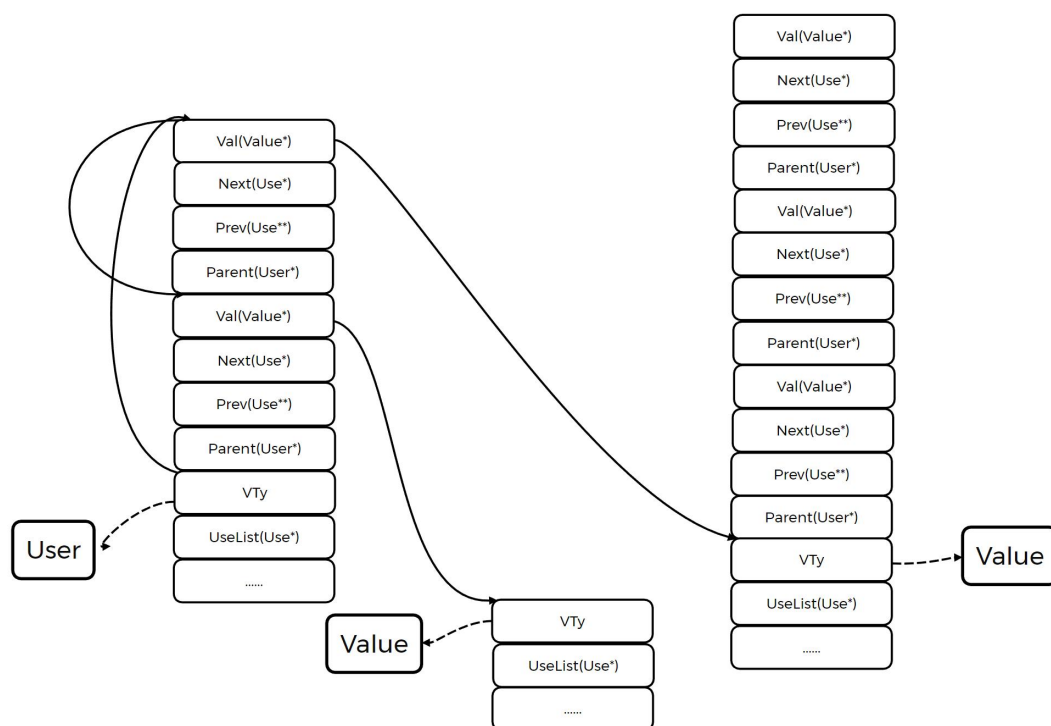 Val(Value*)
Next(Use*)
Prev(Use**)
Parent(User*)
Val(Value*)
Next(Use*)
Prev(Use**)
Parent(User*)
VTy
UseList(Use*)
......
User
Value
VTy
UseList(Use*)
......
Val(Value*)
Next(Use*)
Prev(Use**)
Parent(User*)
Val(Value*)
Next(Use*)
Prev(Use**)
Parent(User*)
Val(Value*)
Next(Use*)
Prev(Use**)
Parent(User*)
VTy
UseList(Use*)
......
Value